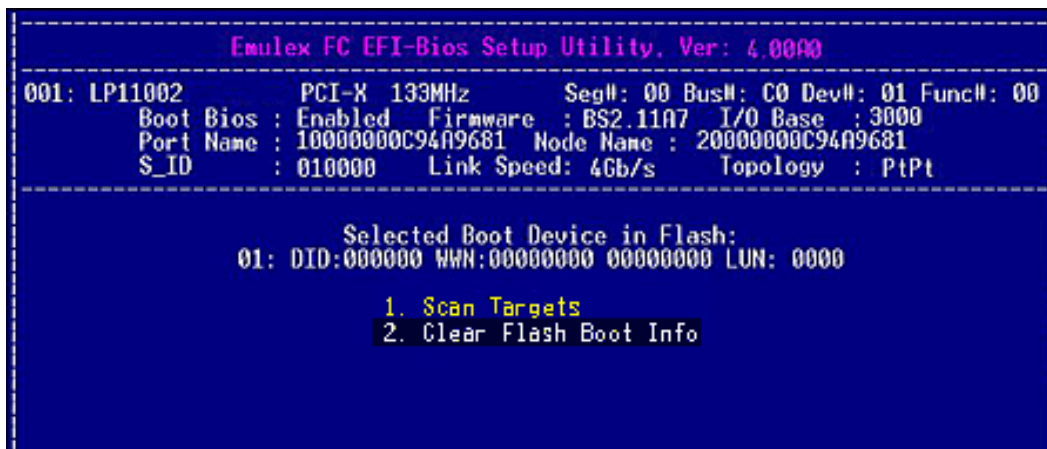 Emulex FC EFI-Bios Setup Utility, Ver: 4.00A0
001: LP11002 PCI-X 133MHz Seg#: 00 Bus#: C0 Dev#: 01 Func#: 00
Boot Bios : Enabled Firmware : BS2.11A7 I/O Base : 3000
Port Name : 10000000C94A9681 Node Name : 20000000C94A9681
S_ID : 010000 Link Speed: 4Gb/s Topology : PtPt
Selected Boot Device in Flash:
01: DID:000000 WWN:00000000 00000000 LUN: 0000
1. Scan Targets
2. Clear Flash Boot Info